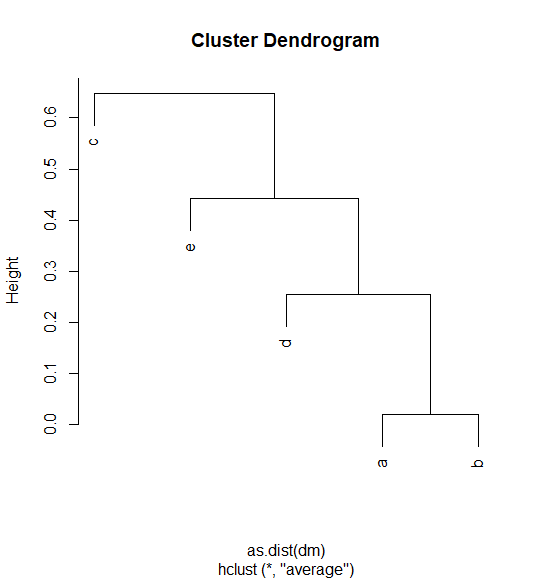 Cluster Dendrogram
Height
0.6
0.5
0.4
0.3
0.2
0.1
0.0
c
e
d
a
b
as.dist(dm)
hclust (*, "average")